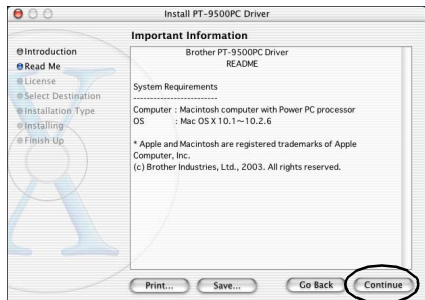 Install PT-9500PC Driver
Important Information
Introduction
Read Me
License
Select Destination
Installation Type
Installing
Finish Up
Brother PT-9500PC Driver
README
System Requirements
-------------------------
Computer : Macintosh computer with Power PC processor
OS : Mac OS X 10.1~10.2.6
* Apple and Macintosh are registered trademarks of Apple
Computer, Inc.
(c) Brother Industries, Ltd., 2003. All rights reserved.
Print... Save... Go Back Continue